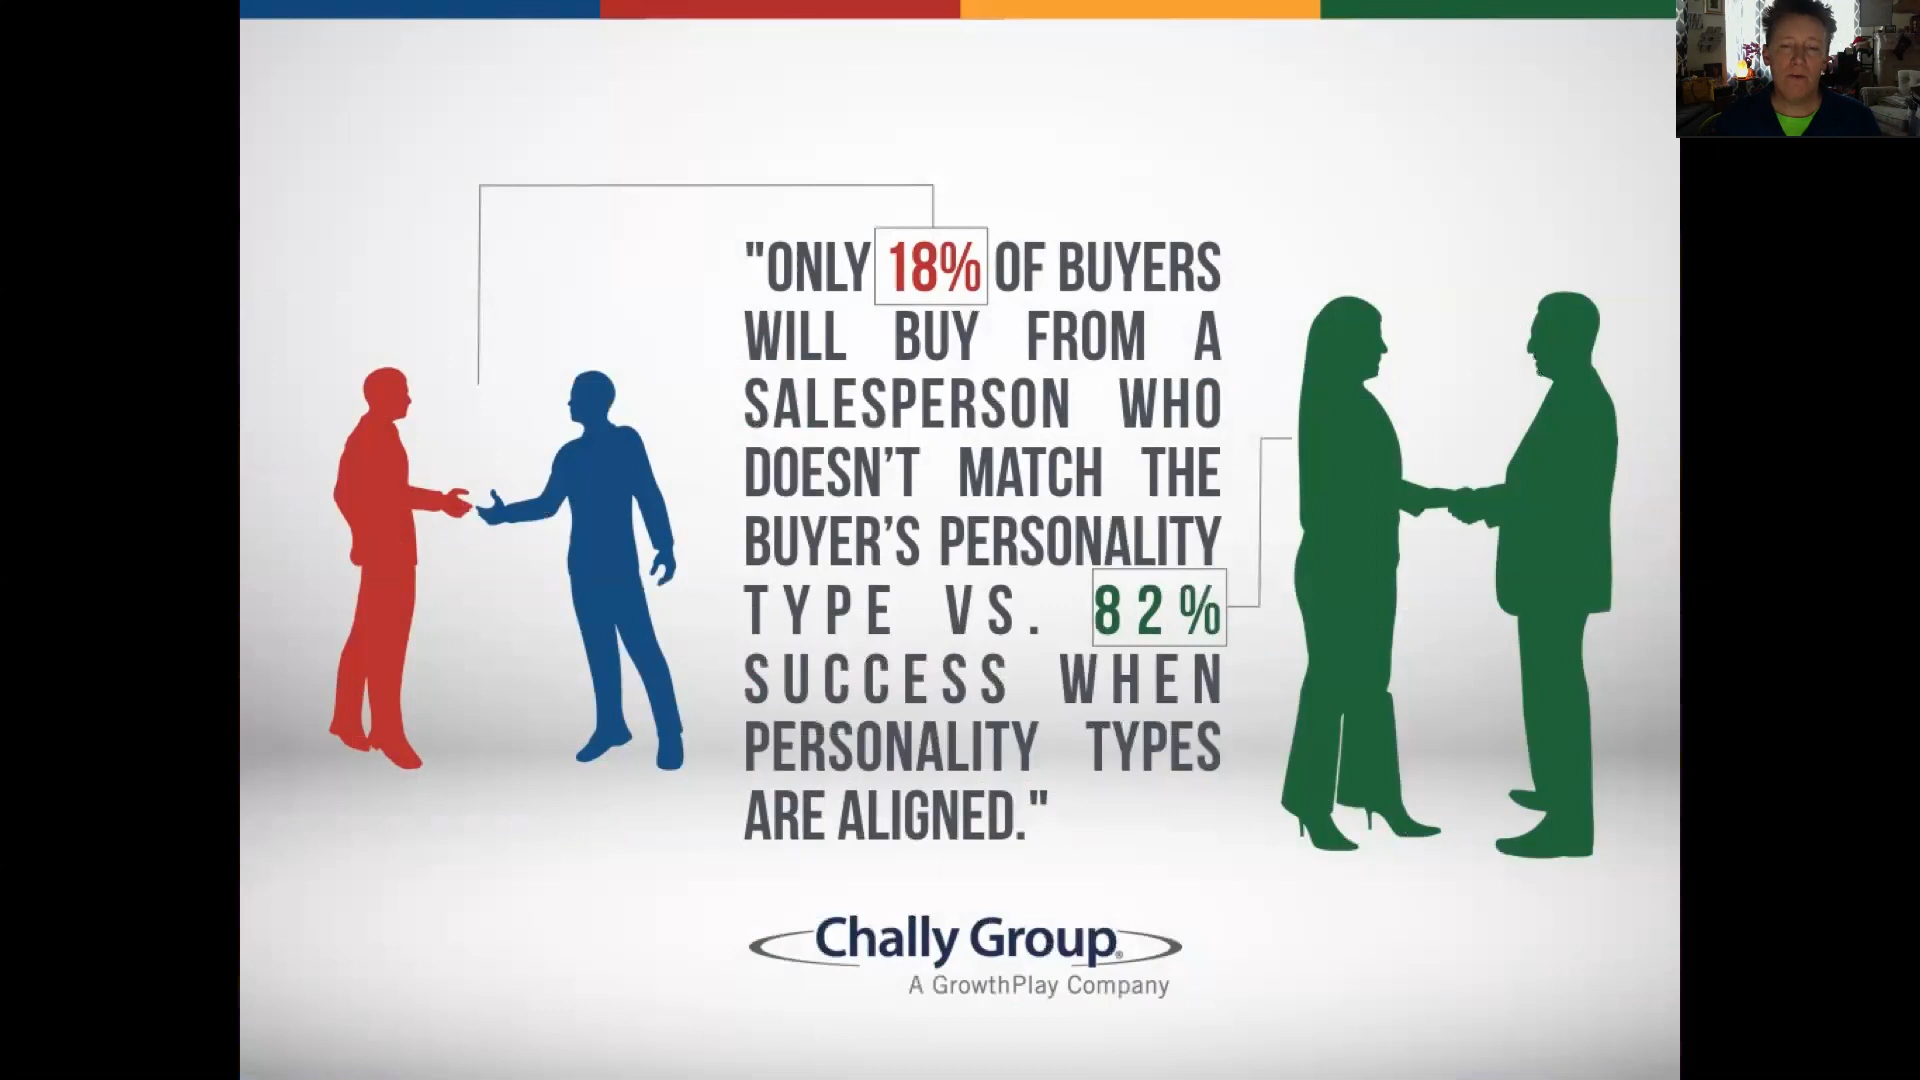 "ONLY 18% OF BUYERS
WILL BUY FROM A
SALESPERSON WHO
DOESN’T MATCH THE
BUYER’S PERSONALITY
TYPE VS. 82%
SUCCESS WHEN
PERSONALITY TYPES
ARE ALIGNED."
Chally Group®
A GrowthPlay Company